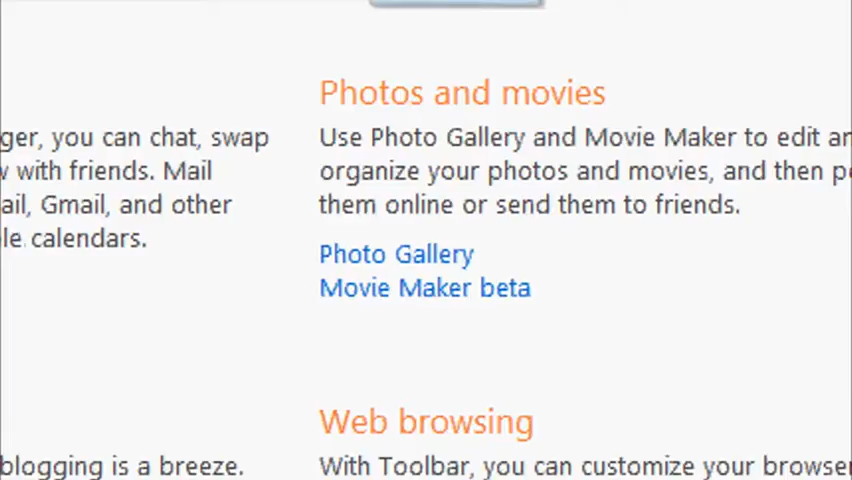 ger, you can chat, swap
with friends. Mail
ail, Gmail, and other
calendars.
blogging is a breeze.
Photos and movies
Use Photo Gallery and Movie Maker to edit an
organize your photos and movies, and then po
them online or send them to friends.
Photo Gallery
Movie Maker beta
Web browsing
With Toolbar, you can customize your browse